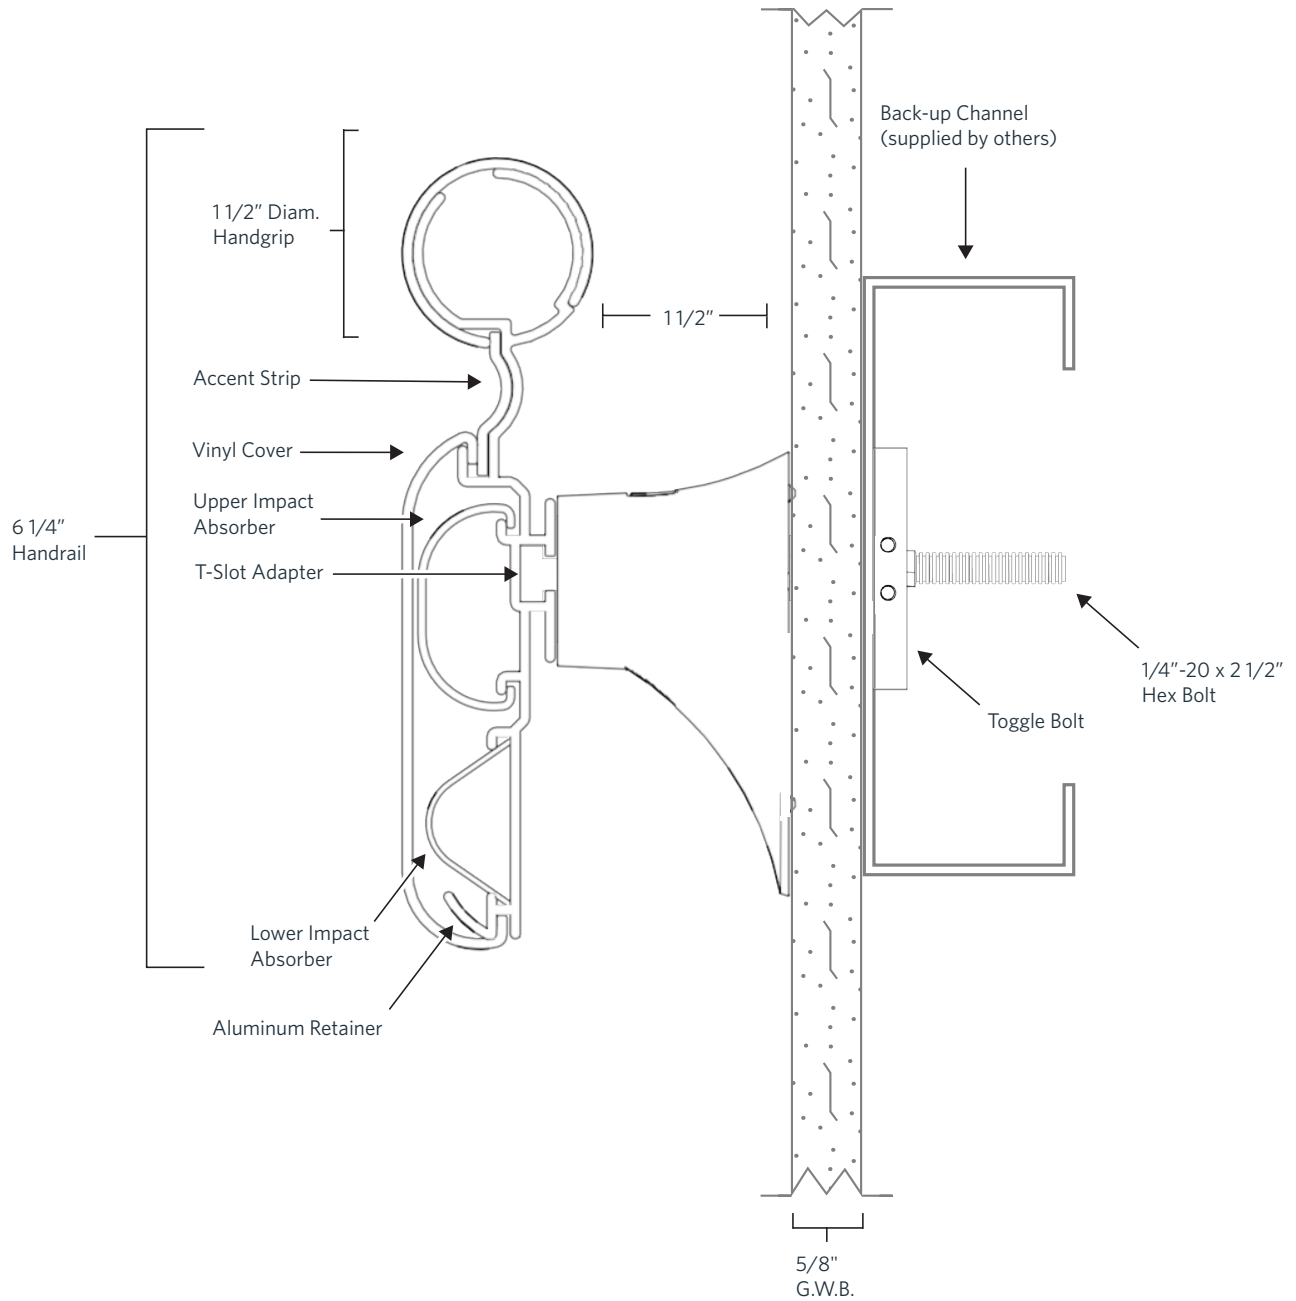 Back-up Channel
(supplied by others)
1 1/2” Diam.
Handgrip
1 1/2”
Accent Strip
Vinyl Cover
Upper Impact
Absorber
6 1/4”
Handrail
T-Slot Adapter
1/4”-20 x 2 1/2”
Hex Bolt
Toggle Bolt
Lower Impact
Absorber
Aluminum Retainer
5/8"
G.W.B.